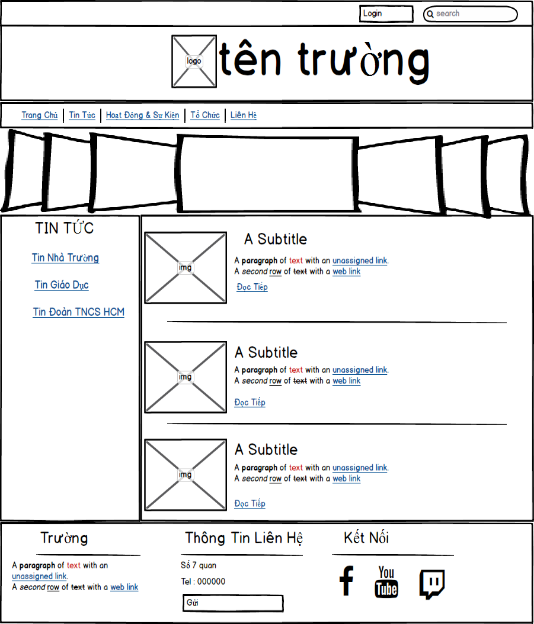 Login
search
logo
tên trường
Trang Chủ
Tin Tức
Hoạt Động & Sự Kiện
Tổ Chức
Liên Hệ
TIN TỨC
Tin Nhà Trường
Tin Giáo Dục
Tin Đoàn TNCS HCM
img
A Subtitle
A paragraph of text with an unassigned link.
A second row of text with a web link
Đọc Tiếp
img
A Subtitle
A paragraph of text with an unassigned link.
A second row of text with a web link
Đọc Tiếp
img
A Subtitle
A paragraph of text with an unassigned link.
A second row of text with a web link
Đọc Tiếp
Trường
A paragraph of text with an
unassigned link.
A second row of text with a web link
Thông Tin Liên Hệ
Số 7 quan
Tel : 000000
Gửi
Kết Nối
f
You
Tube